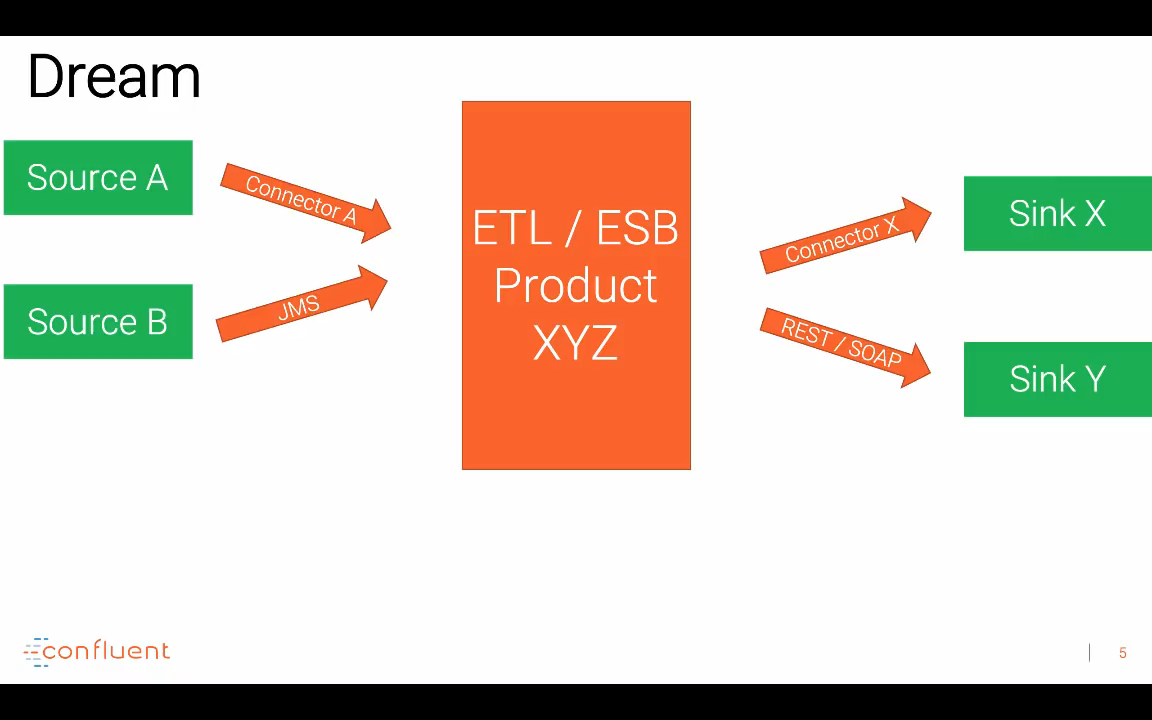 Dream
Source A
Connector A
Source B
JMS
ETL / ESB
Product
XYZ
Connector X
Sink X
REST / SOAP
Sink Y
confluent
5